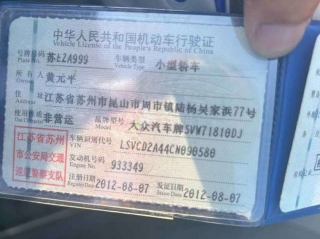 中华人民共和国机动车行驶证
Vehicle License of the People's Republic of China
号牌号码 苏EZA999 车辆类型 小型轿车
Plate No. Vehicle Type
所有人 黄元平
Owner
住址 江苏省苏州市昆山市周市镇陆杨吴家浜77号
Address
使用性质 非营运 品牌型号 大众汽车牌SVW71810DJ
Use Character Model
江苏省苏州 车辆识别代号 LSVCD2A44CN090580
市公安局交通 VIN
巡逻警察支队 发动机号码 933349
Engine No.
注册日期 2012-08-07 发证日期 2012-08-07
Register Date Issue Date